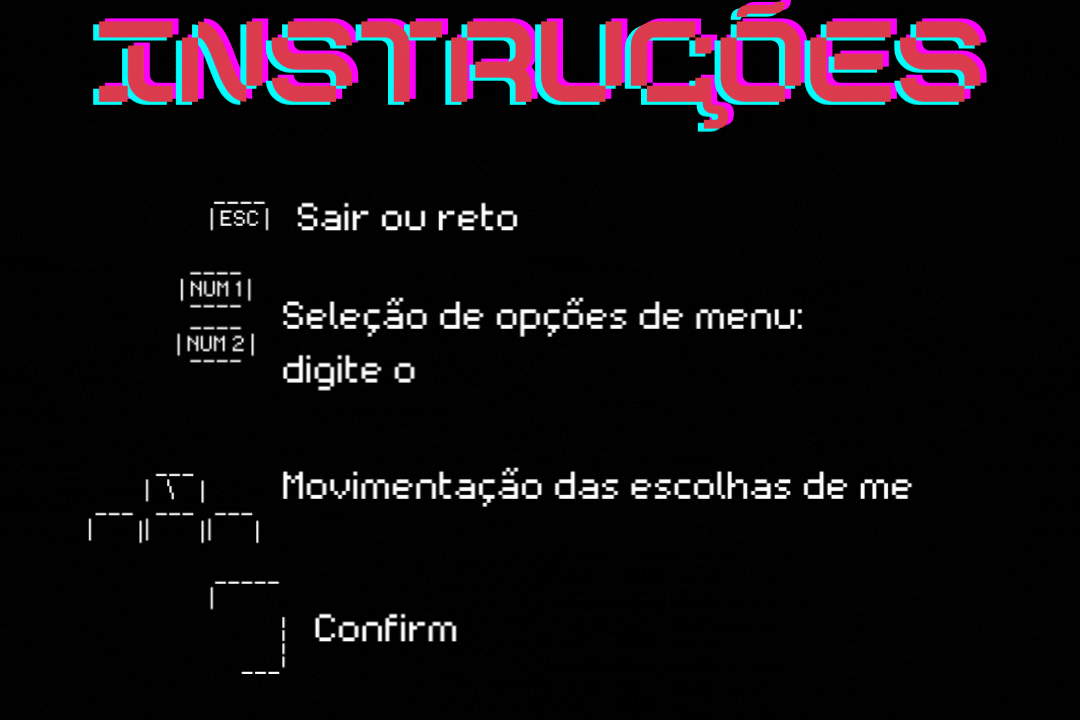 INSTRUÇÕES
ESC Sair ou reto
NUM 1
Seleção de opções de menu:
NUM 2
digite o
Movimentação das escolhas de me
Confirm